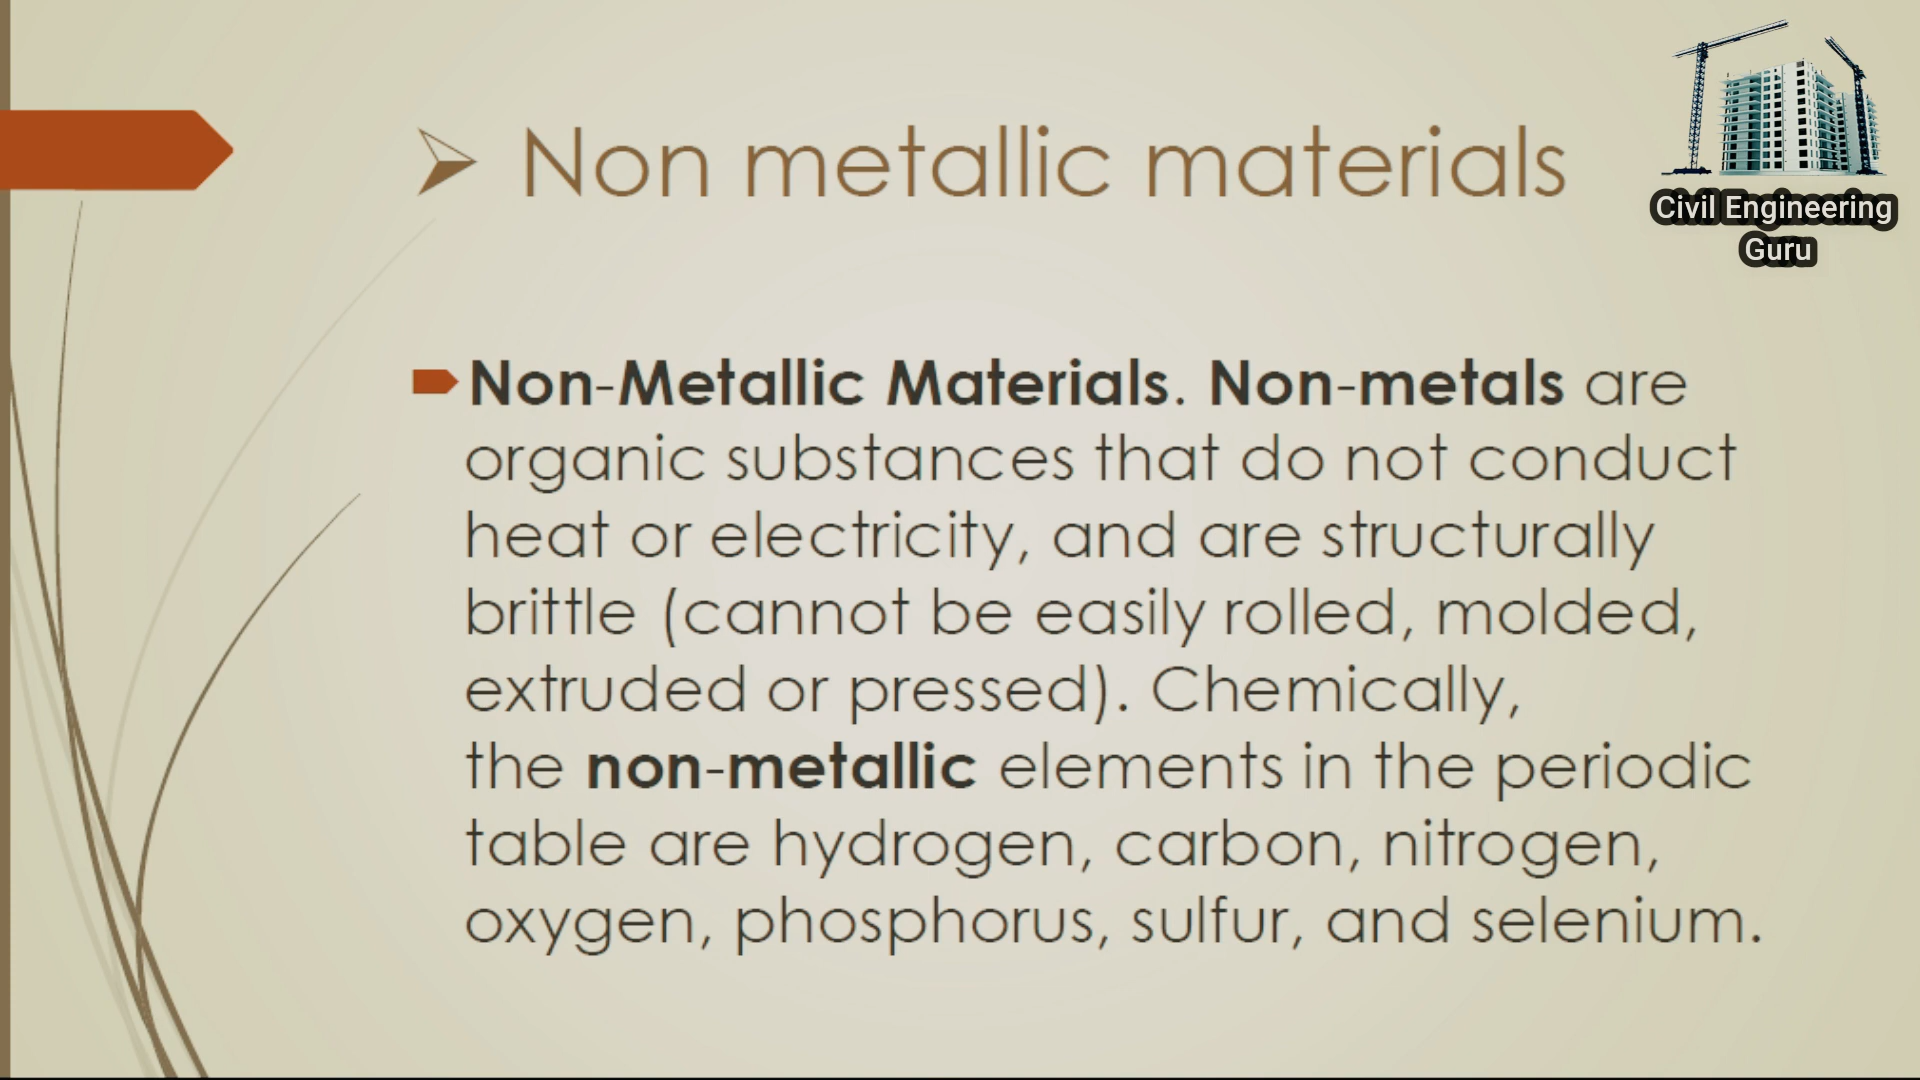 Non metallic materials
Civil Engineering
Guru
Non-Metallic Materials. Non-metals are
organic substances that do not conduct
heat or electricity, and are structurally
brittle (cannot be easily rolled, molded,
extruded or pressed). Chemically,
the non-metallic elements in the periodic
table are hydrogen, carbon, nitrogen,
oxygen, phosphorus, sulfur, and selenium.